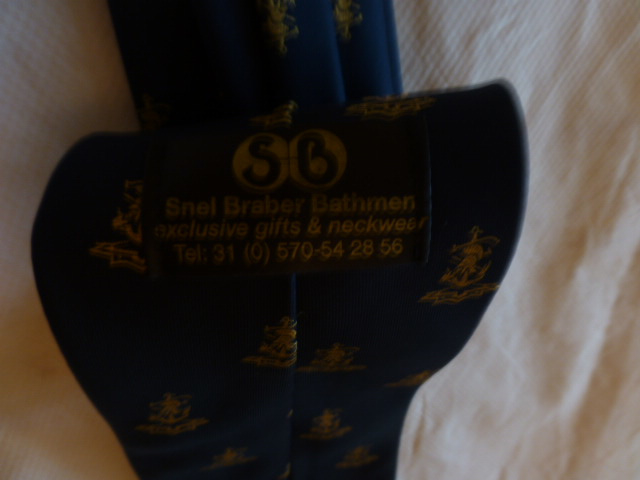 SB
Snel Braber Bathmen
exclusive gifts & neckwear
Tel: 31 (0) 570-54 28 56